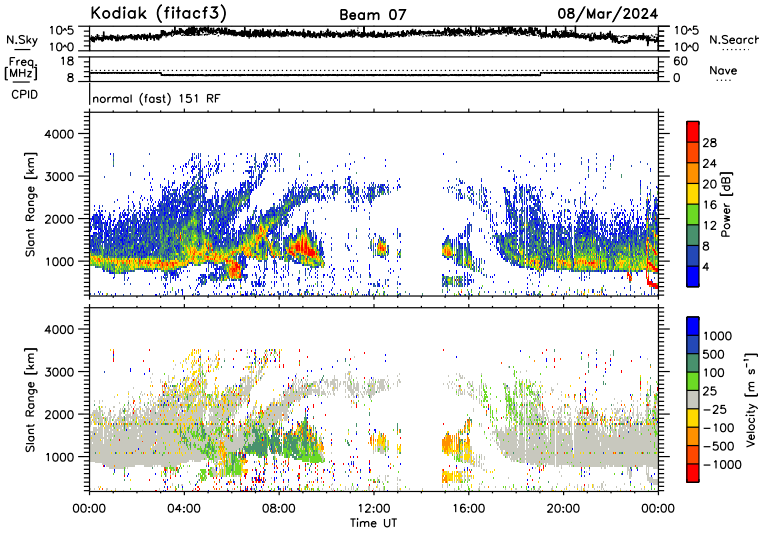 Kodiak (fitacf3) Beam 07 08/Mar/2024
N.Sky 10^5 10^0 10^5 10^0 N.Search
Freq. [MHz] 18 8 60 0 Nave
CPID normal (fast) 151 RF
Slant Range [km]
4000
3000
2000
1000
28
24
20
16
12
8
4
Power [dB]
Slant Range [km]
4000
3000
2000
1000
1000
500
100
25
−25
−100
−500
−1000
Velocity [m s⁻¹]
00:00 04:00 08:00 12:00 16:00 20:00 00:00
Time UT